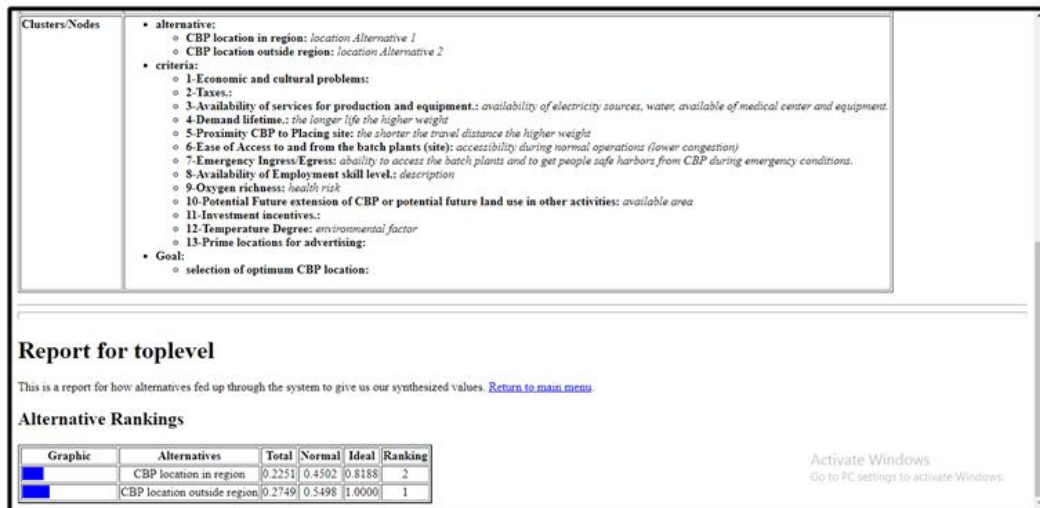 Clusters/Nodes
• alternative:
○ CBP location in region: location Alternative 1
○ CBP location outside region: location Alternative 2
• criteria:
○ 1-Economic and cultural problems:
○ 2-Taxes.:
○ 3-Availability of services for production and equipment.: availability of electricity sources, water, available of medical center and equipment.
○ 4-Demand lifetime.: the longer life the higher weight
○ 5-Proximity CBP to Placing site: the shorter the travel distance the higher weight
○ 6-Ease of Access to and from the batch plants (site): accessibility during normal operations (lower congestion)
○ 7-Emergency Ingress/Egress: abaility to access the batch plants and to get people safe harbors from CBP during emergency conditions.
○ 8-Availability of Employment skill level.: description
○ 9-Oxygen richness: health risk
○ 10-Potential Future extension of CBP or potential future land use in other activities: available area
○ 11-Investment incentives.:
○ 12-Temperature Degree: environmental factor
○ 13-Prime locations for advertising:
• Goal:
○ selection of optimum CBP location:
Report for toplevel
This is a report for how alternatives fed up through the system to give us our synthesized values. Return to main menu.
Alternative Rankings
Graphic Alternatives Total Normal Ideal Ranking
CBP location in region 0.2251 0.4502 0.8188 2
CBP location outside region 0.2749 0.5498 1.0000 1
Activate Windows
Go to PC settings to activate Windows.